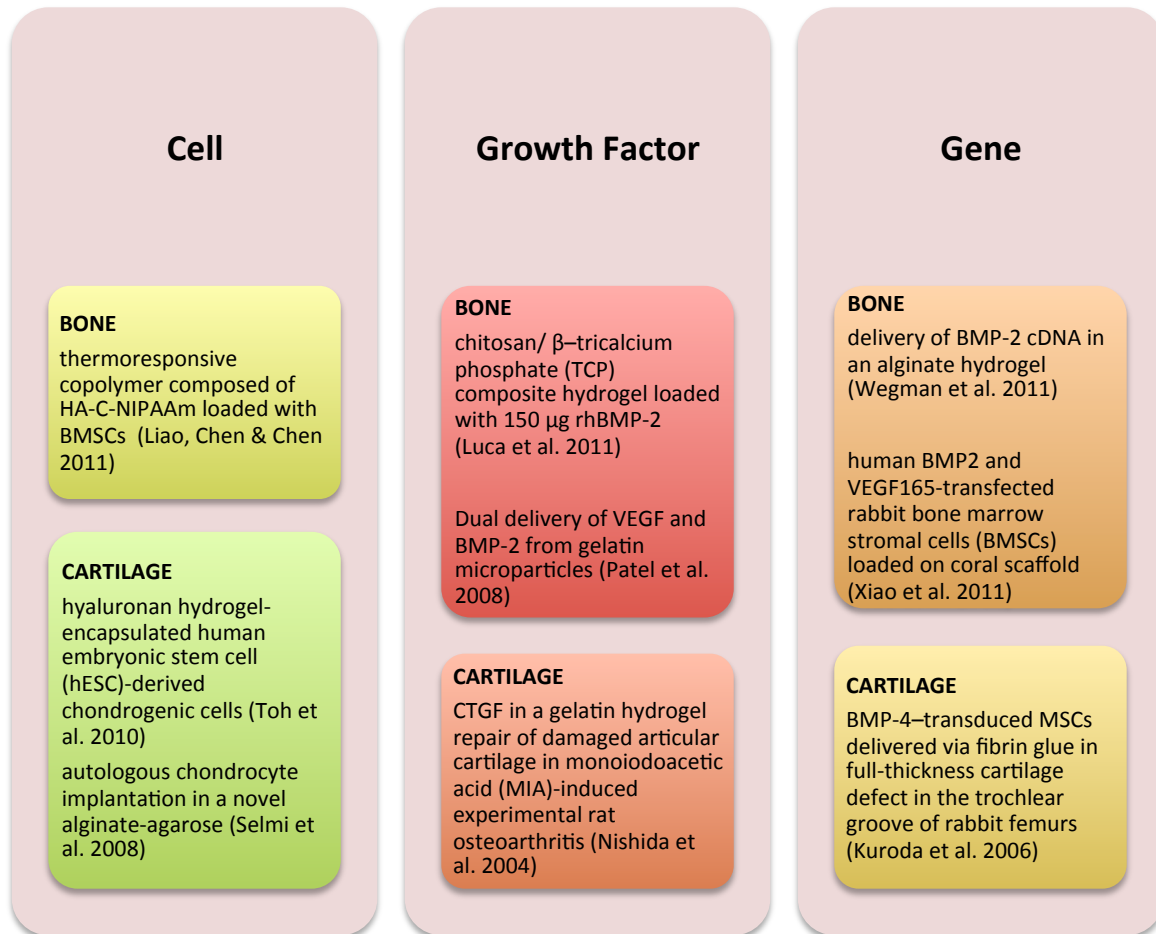 Cell
BONE
thermoresponsive
copolymer composed of
HA-C-NIPAAm loaded with
BMSCs  (Liao, Chen & Chen
2011)
CARTILAGE
hyaluronan hydrogel-
encapsulated human
embryonic stem cell
(hESC)-derived
chondrogenic cells (Toh et
al. 2010)
autologous chondrocyte
implantation in a novel
alginate-agarose (Selmi et
al. 2008)
Growth Factor
BONE
chitosan/ β–tricalcium
phosphate (TCP)
composite hydrogel loaded
with 150 µg rhBMP-2
(Luca et al. 2011)
Dual delivery of VEGF and
BMP-2 from gelatin
microparticles (Patel et al.
2008)
CARTILAGE
CTGF in a gelatin hydrogel
repair of damaged articular
cartilage in monoiodoacetic
acid (MIA)-induced
experimental rat
osteoarthritis (Nishida et
al. 2004)
Gene
BONE
delivery of BMP-2 cDNA in
an alginate hydrogel
(Wegman et al. 2011)
human BMP2 and
VEGF165-transfected
rabbit bone marrow
stromal cells (BMSCs)
loaded on coral scaffold
(Xiao et al. 2011)
CARTILAGE
BMP-4–transduced MSCs
delivered via fibrin glue in
full-thickness cartilage
defect in the trochlear
groove of rabbit femurs
(Kuroda et al. 2006)